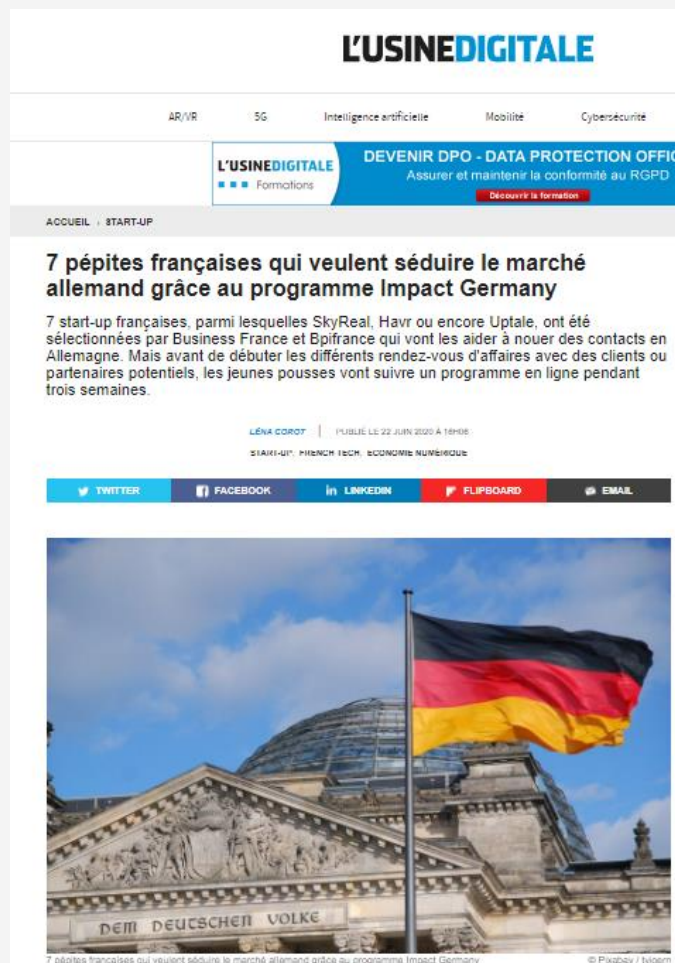 L'USINEDIGITALE
AR/VR 5G Intelligence artificielle Mobilité Cybersécurité
L'USINEDIGITALE
Formations
DEVENIR DPO - DATA PROTECTION OFFIC
Assurer et maintenir la conformité au RGPD
Découvrir la formation
ACCUEIL › START-UP
7 pépites françaises qui veulent séduire le marché
allemand grâce au programme Impact Germany
7 start-up françaises, parmi lesquelles SkyReal, Havr ou encore Uptale, ont été
sélectionnées par Business France et Bpifrance qui vont les aider à nouer des contacts en
Allemagne. Mais avant de débuter les différents rendez-vous d'affaires avec des clients ou
partenaires potentiels, les jeunes pousses vont suivre un programme en ligne pendant
trois semaines.
LÉNA COROT | PUBLIÉ LE 22 JUIN 2020 À 16H06
START-UP, FRENCH TECH, ECONOMIE NUMÉRIQUE
TWITTER FACEBOOK LINKEDIN FLIPBOARD EMAIL
DEM DEUTSCHEN VOLKE
7 pépites françaises qui veulent séduire le marché allemand grâce au programme Impact Germany © Pixabay /